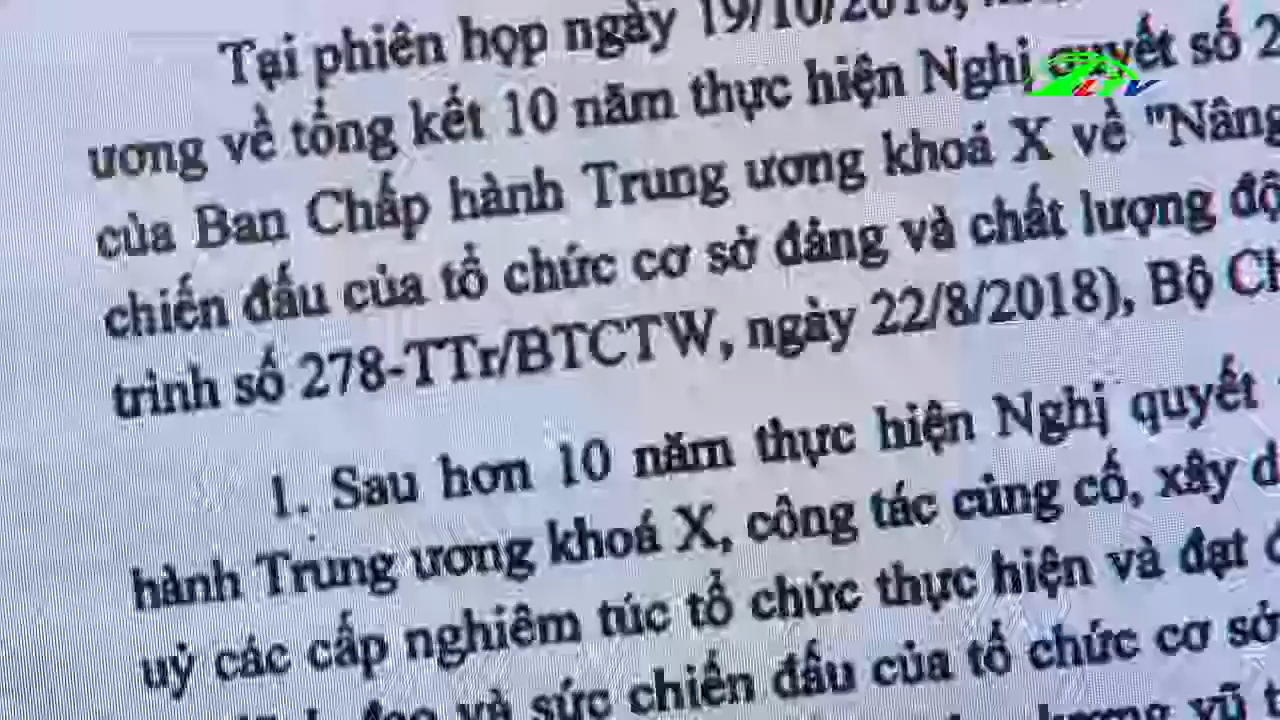 Tại phiên họp ngày 19/10/2018,
ương về tổng kết 10 năm thực hiện Nghị quyết số
của Ban Chấp hành Trung ương khoá X về "Nâng
chiến đấu của tổ chức cơ sở đảng và chất lượng
trình số 278-TTr/BTCTW, ngày 22/8/2018), Bộ
1. Sau hơn 10 năm thực hiện Nghị quyết
hành Trung ương khoá X, công tác củng cố, xây
uỷ các cấp nghiêm túc tổ chức thực hiện và đạt
và sức chiến đấu của tổ chức cơ sở
vũ